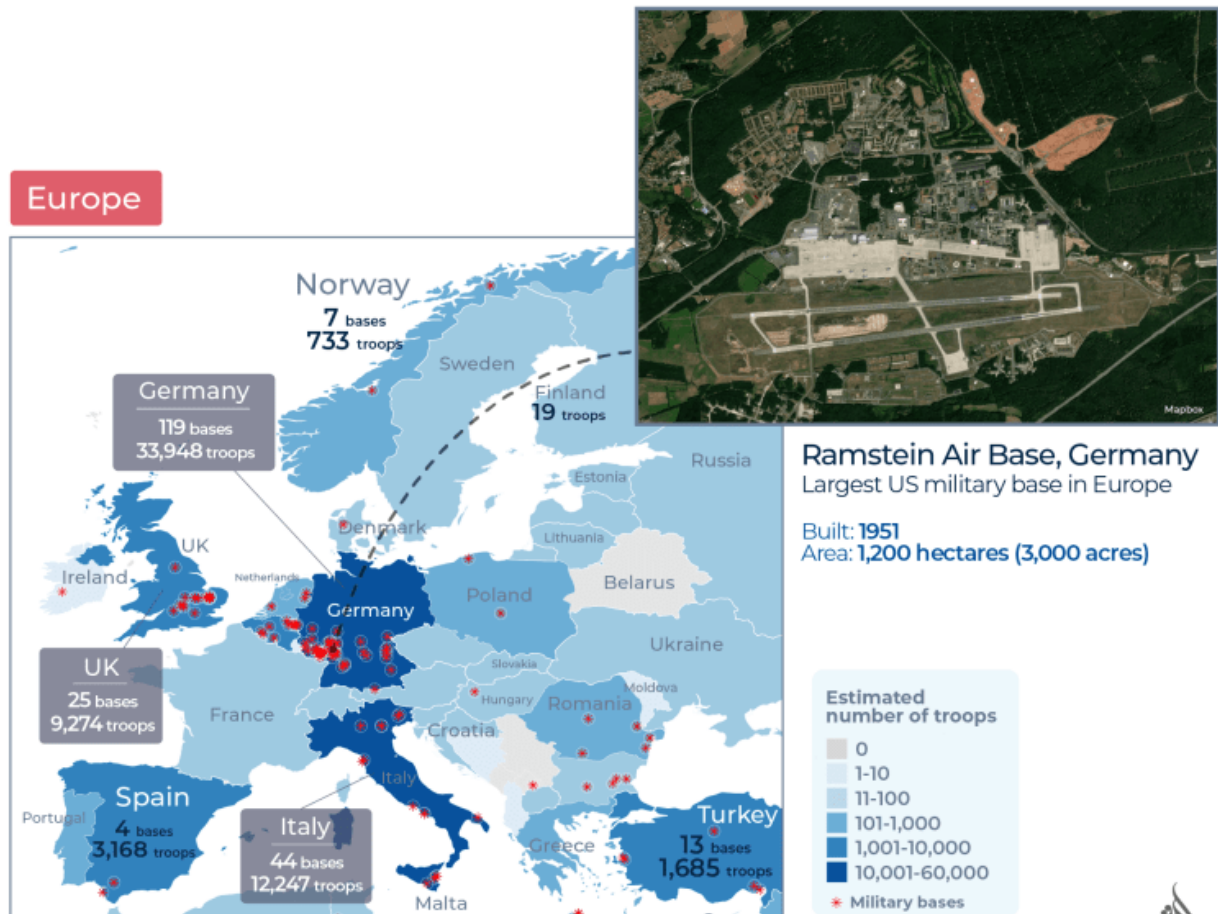 Europe
Mapbox
Ramstein Air Base, Germany
Largest US military base in Europe
Built: 1951
Area: 1,200 hectares (3,000 acres)
Norway
7 bases
733 troops
Sweden
Finland
19 troops
Russia
Germany
119 bases
33,948 troops
Estonia
Denmark
Lithuania
UK
Ireland
Netherlands
Belarus
Poland
Germany
Ukraine
UK
25 bases
9,274 troops
Slovakia
Moldova
Hungary
Romania
France
Croatia
Italy
Spain
4 bases
3,168 troops
Portugal
Italy
44 bases
12,247 troops
Turkey
13 bases
1,685 troops
Greece
Malta
Estimated
number of troops
0
1-10
11-100
101-1,000
1,001-10,000
10,001-60,000
Military bases